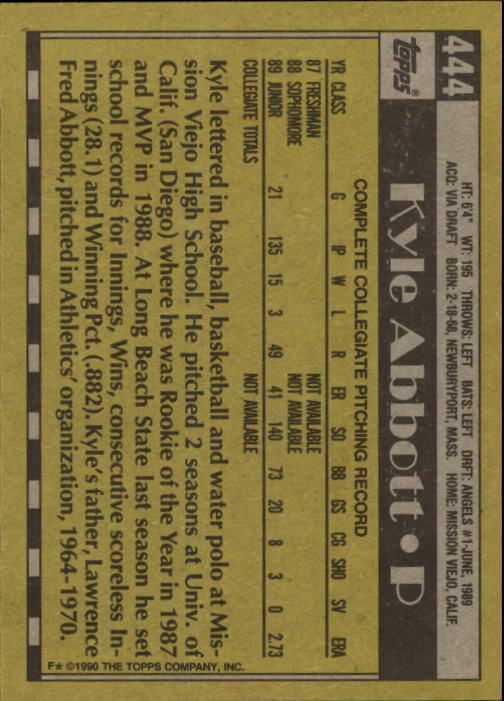 444
HT: 6'4" WT: 195 THROWS: LEFT BATS: LEFT DRFT: ANGELS #1-JUNE, 1989
ACQ: VIA DRAFT BORN: 2-18-68, NEWBURYPORT, MASS. HOME: MISSION VIEJO, CALIF.
topps®
Kyle Abbott • P
COMPLETE COLLEGIATE PITCHING RECORD
YR CLASS G IP W L R ER SO BB GS CG SHO SV ERA
87 FRESHMAN NOT AVAILABLE
88 SOPHOMORE NOT AVAILABLE
89 JUNIOR 21 135 15 3 49 41 140 73 20 8 3 0 2.73
COLLEGIATE TOTALS NOT AVAILABLE
Kyle lettered in baseball, basketball and water polo at Mis-
sion Viejo High School. He pitched 2 seasons at Univ. of
Calif. (San Diego) where he was Rookie of the Year in 1987
and MVP in 1988. At Long Beach State last season he set
school records for Innings, Wins, consecutive scoreless In-
nings (28.1) and Winning Pct. (.882). Kyle's father, Lawrence
Fred Abbott, pitched in Athletics' organization, 1964-1970.
F* ©1990 THE TOPPS COMPANY, INC.